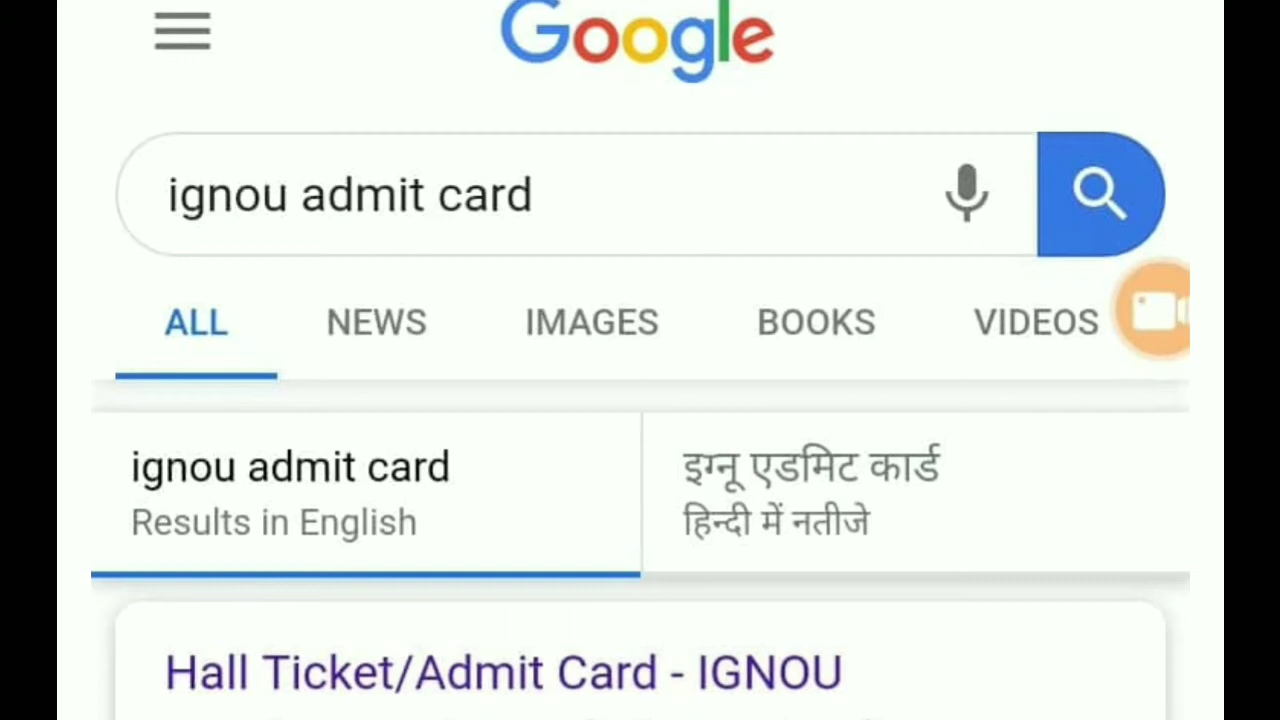 Google
ignou admit card
ALL NEWS IMAGES BOOKS VIDEOS
ignou admit card
Results in English
इग्नू एडमिट कार्ड
हिन्दी में नतीजे
Hall Ticket/Admit Card - IGNOU